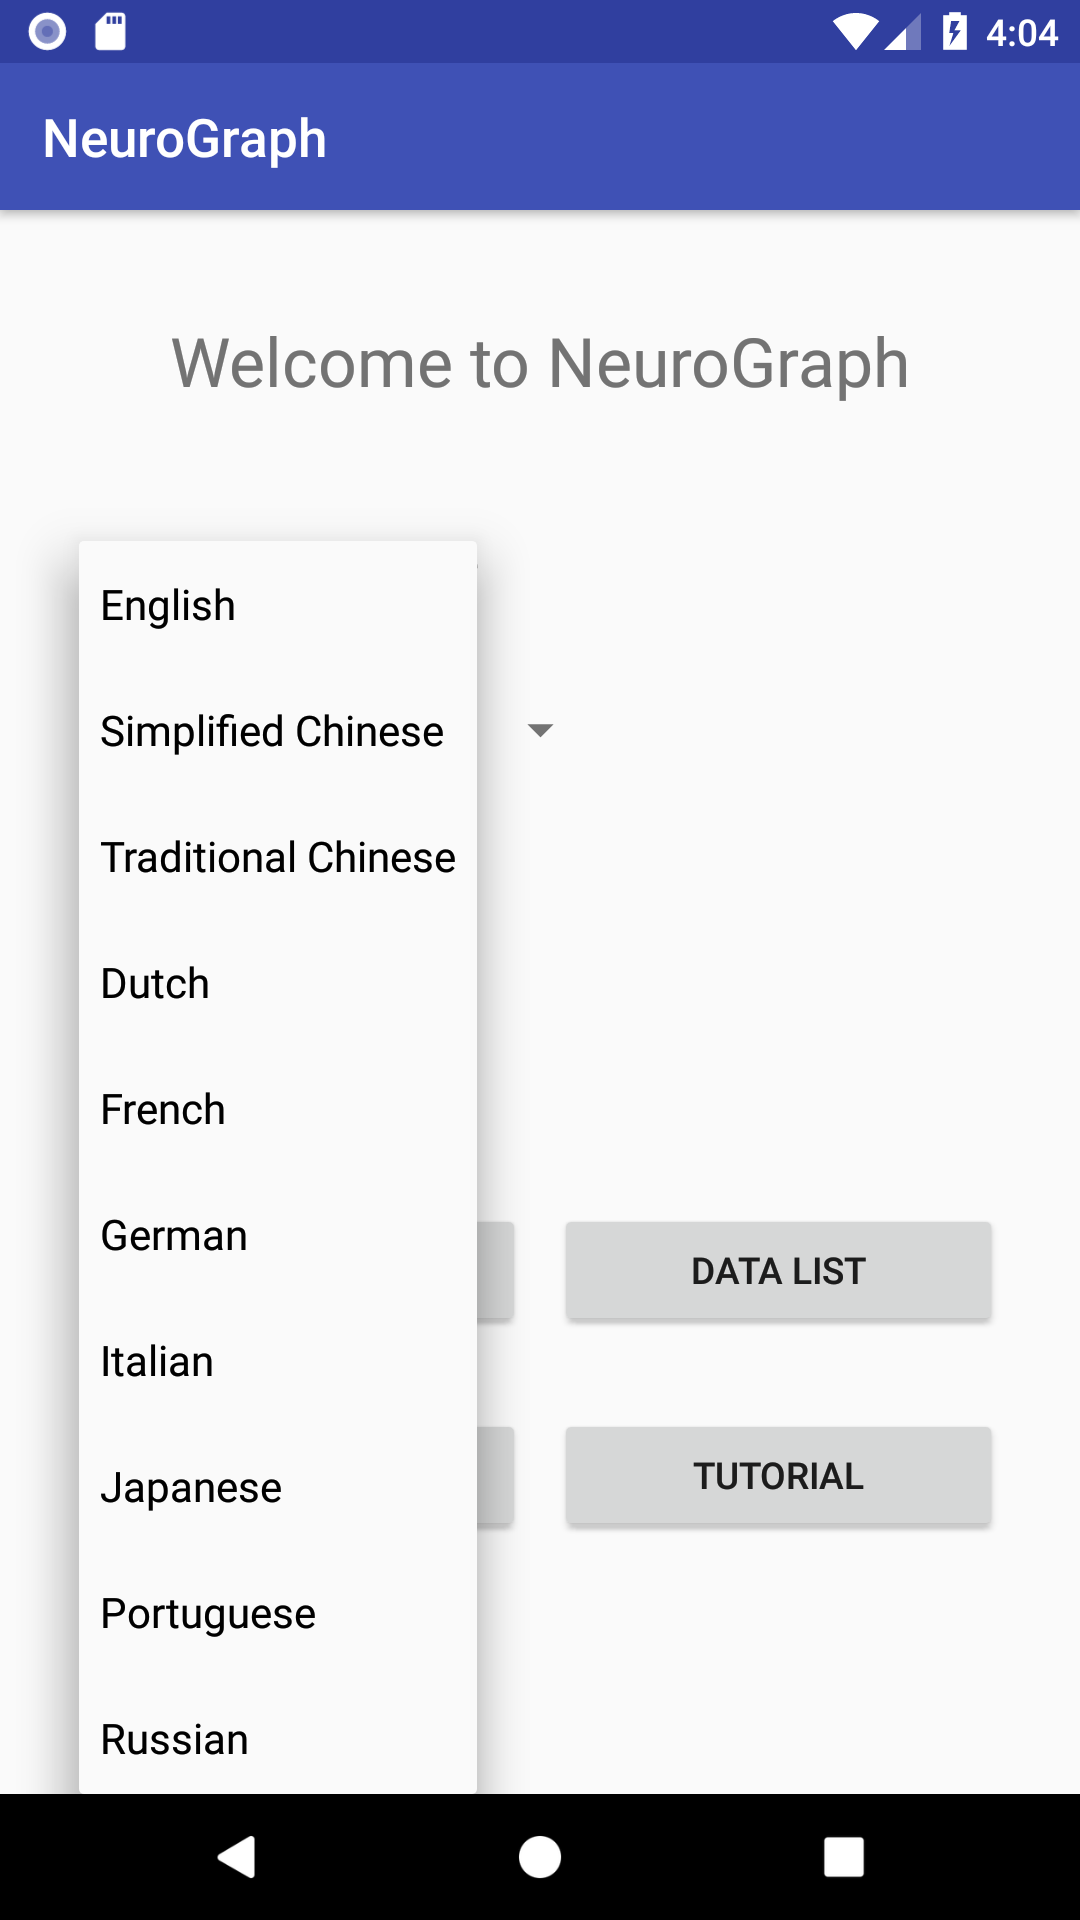 4:04
NeuroGraph
Welcome to NeuroGraph
English
Simplified Chinese
Traditional Chinese
Dutch
French
German
Italian
Japanese
Portuguese
Russian
DATA LIST
TUTORIAL